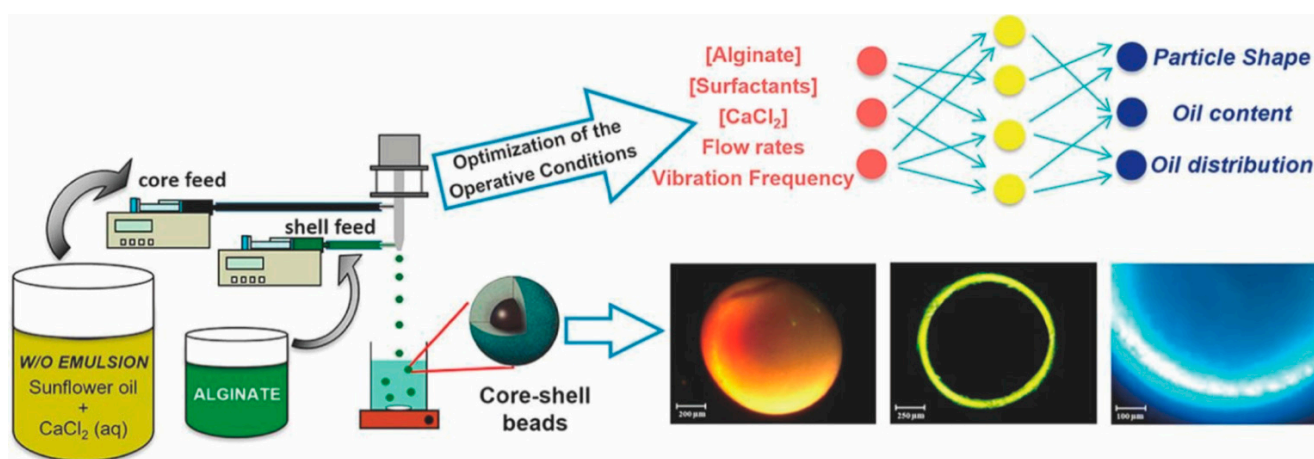 core feed
shell feed
W/O EMULSION
Sunflower oil
+
CaCl₂ (aq)
ALGINATE
Optimization of the
Operative Conditions
[Alginate]
[Surfactants]
[CaCl₂]
Flow rates
Vibration Frequency
Particle Shape
Oil content
Oil distribution
Core-shell
beads
200 µm
250 µm
100 µm